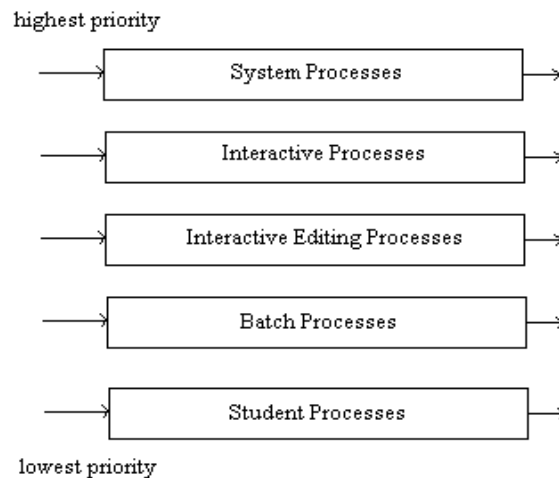 highest priority
System Processes
Interactive Processes
Interactive Editing Processes
Batch Processes
Student Processes
lowest priority